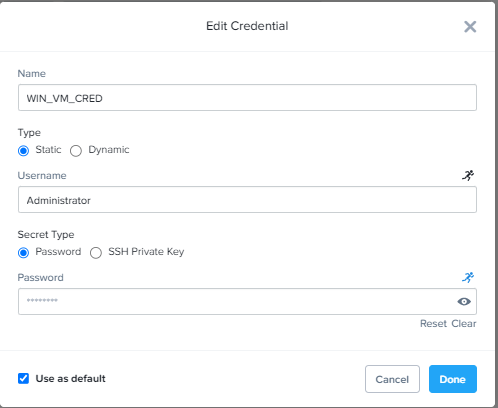 Edit Credential
Name
WIN_VM_CRED
Type
Static Dynamic
Username
Administrator
Secret Type
Password SSH Private Key
Password
********
Reset Clear
Use as default Cancel Done